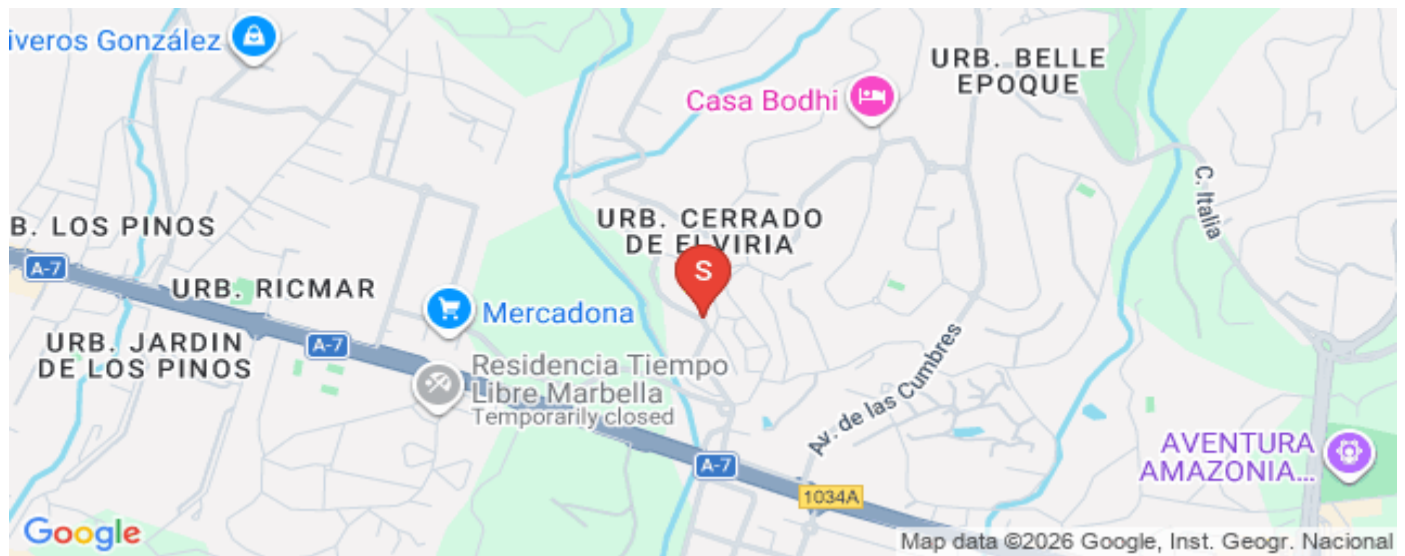 iveros González
URB. BELLE
EPOQUE
Casa Bodhi
C. Italia
B. LOS PINOS
URB. CERRADO
DE ELVIRIA
S
A-7
URB. RICMAR
Mercadona
URB. JARDIN
DE LOS PINOS
A-7
Residencia Tiempo
Libre Marbella
Temporarily closed
Av. de las Cumbres
A-7
1034A
AVENTURA
AMAZONIA...
Google
Map data ©2026 Google, Inst. Geogr. Nacional